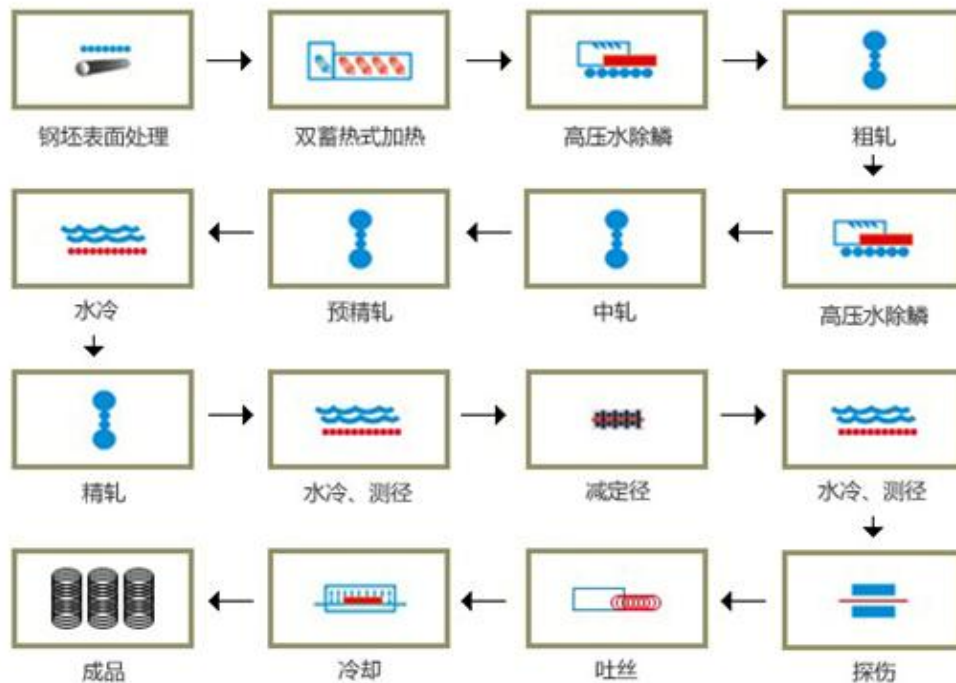 钢坯表面处理
双蓄热式加热
高压水除鳞
粗轧
水冷
预精轧
中轧
高压水除鳞
精轧
水冷、测径
减定径
水冷、测径
成品
冷却
吐丝
探伤